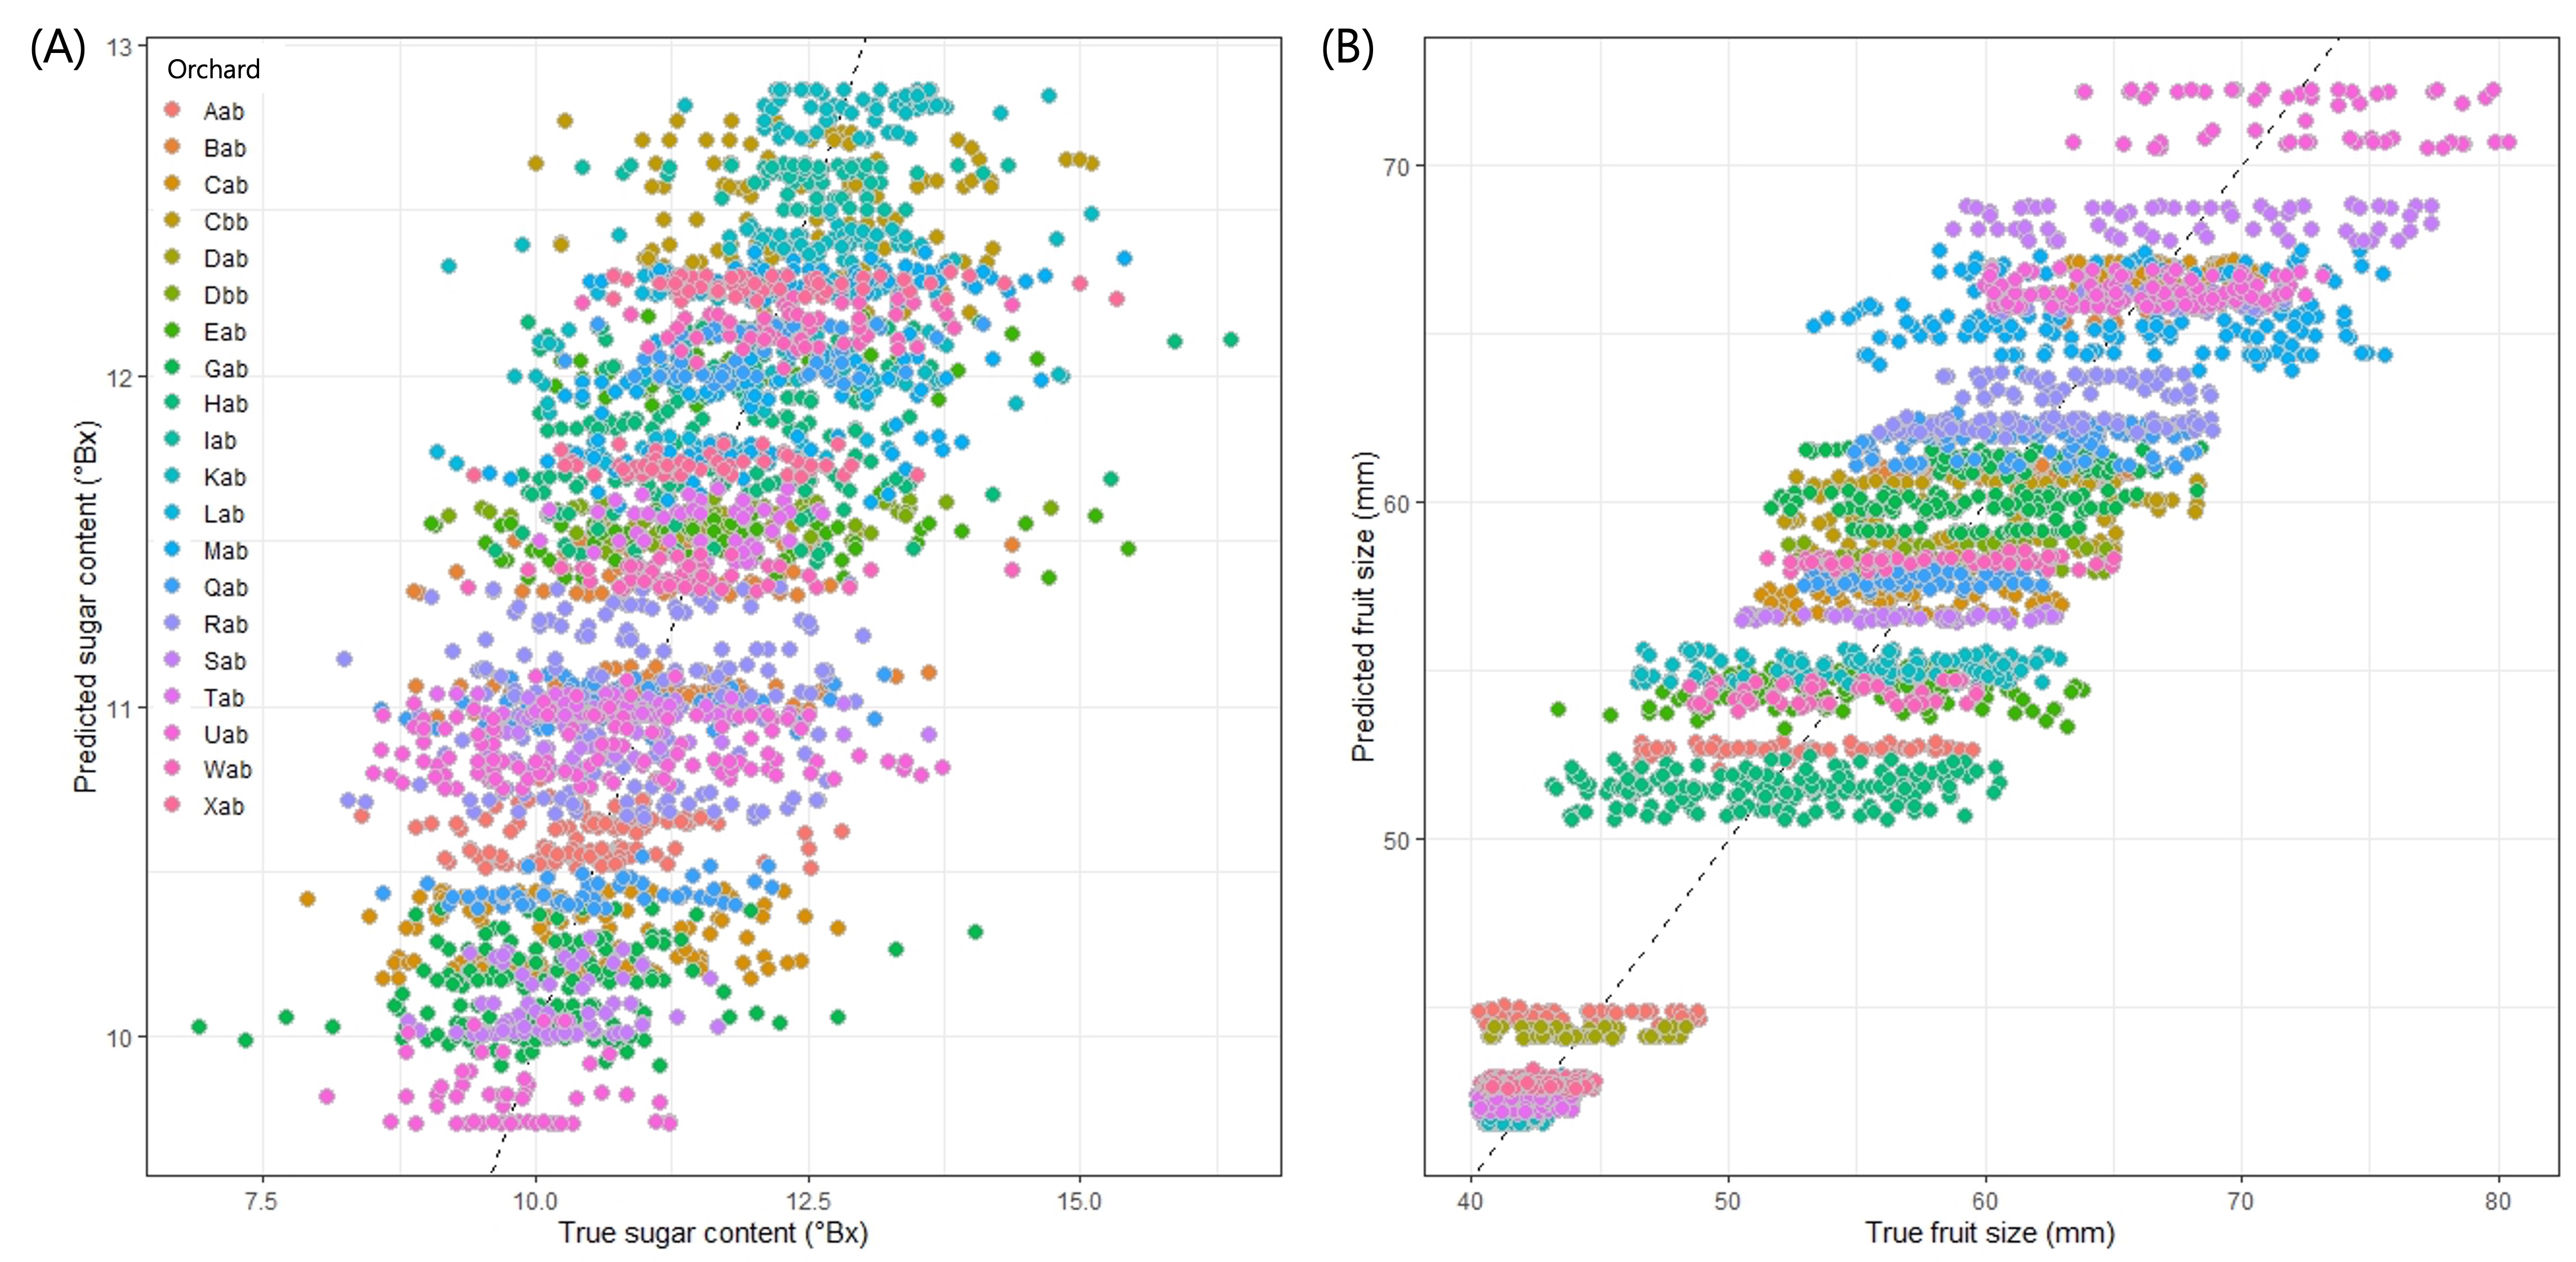 (A)
Predicted sugar content (°Bx)
13
12
11
10
Orchard
Aab
Bab
Cab
Cbb
Dab
Dbb
Eab
Gab
Hab
Iab
Kab
Lab
Mab
Qab
Rab
Sab
Tab
Uab
Wab
Xab
7.5 10.0 12.5 15.0
True sugar content (°Bx)
(B)
Predicted fruit size (mm)
70
60
50
40 50 60 70 80
True fruit size (mm)